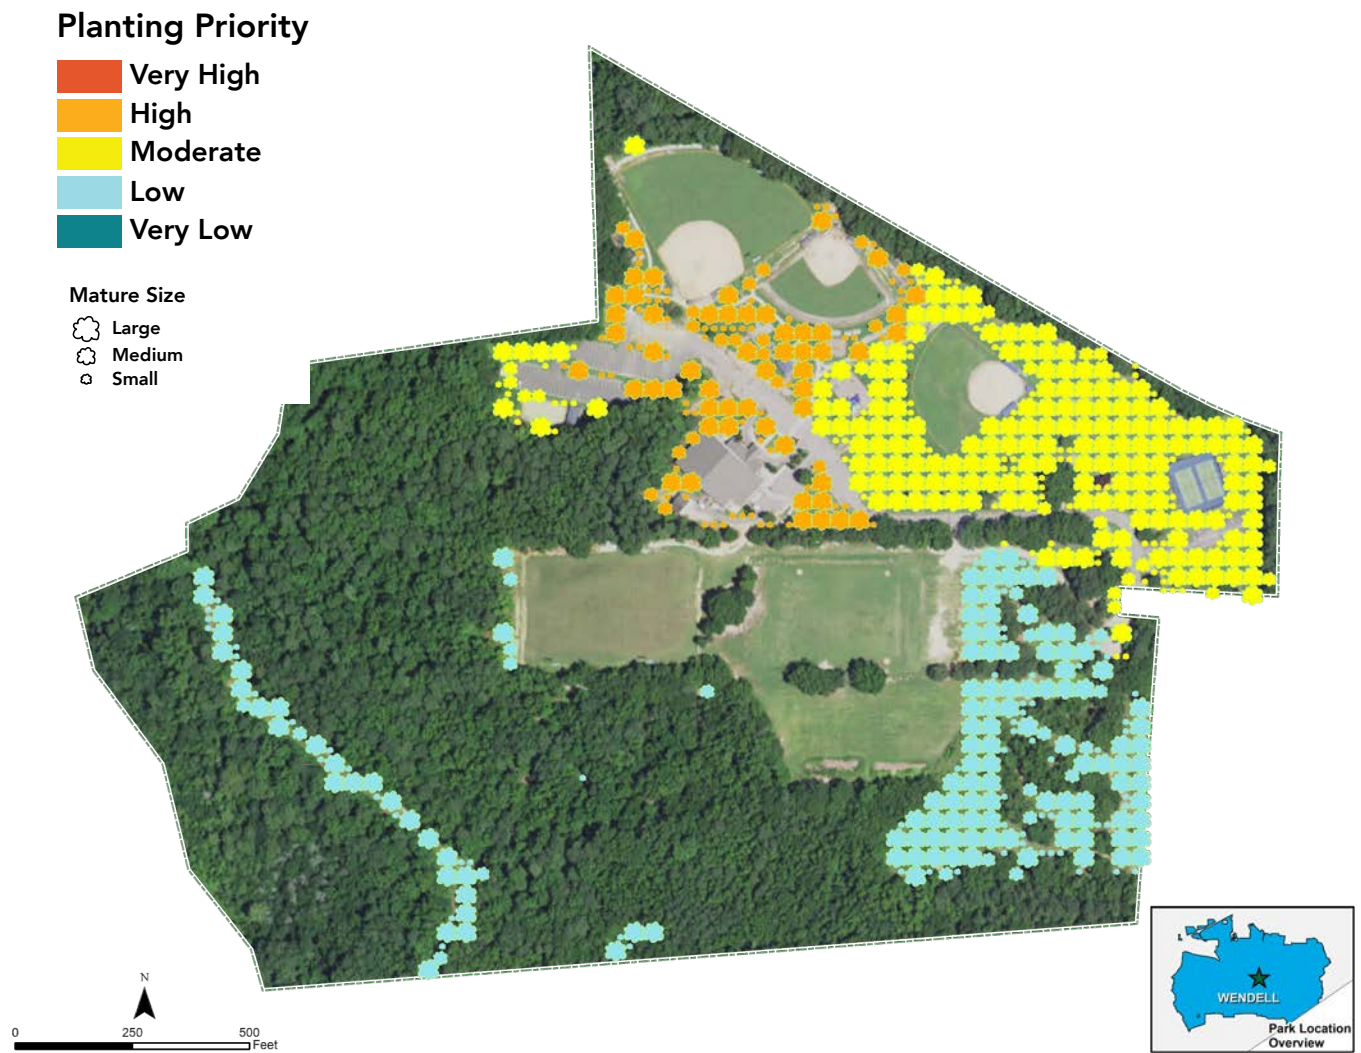 Planting Priority
Very High
High
Moderate
Low
Very Low
Mature Size
Large
Medium
Small
N
0 250 500
Feet
WENDELL
Park Location
Overview